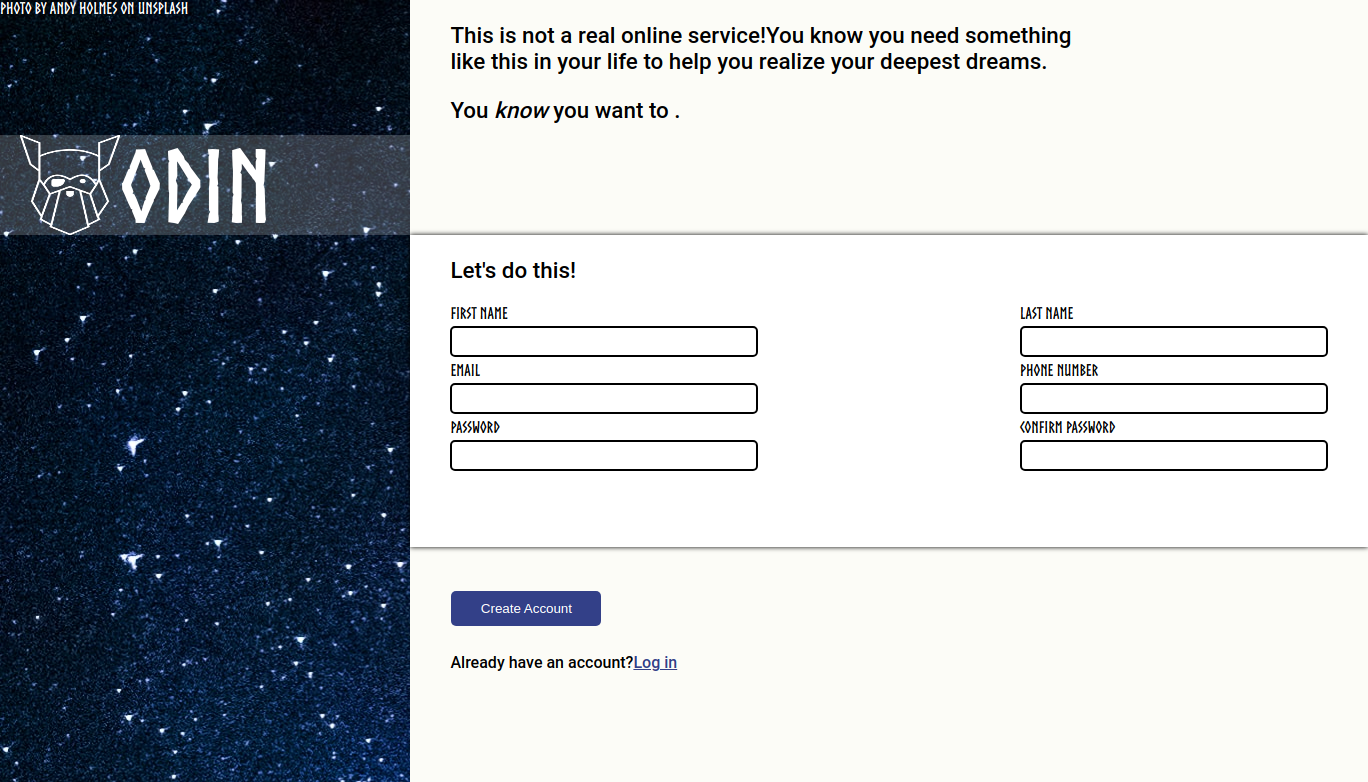 PHOTO BY ANDY HOLMES ON UNSPLASH
ODIN
This is not a real online service!You know you need something
like this in your life to help you realize your deepest dreams.
You know you want to .
Let's do this!
FIRST NAME
LAST NAME
EMAIL
PHONE NUMBER
PASSWORD
CONFIRM PASSWORD
Create Account
Already have an account?Log in